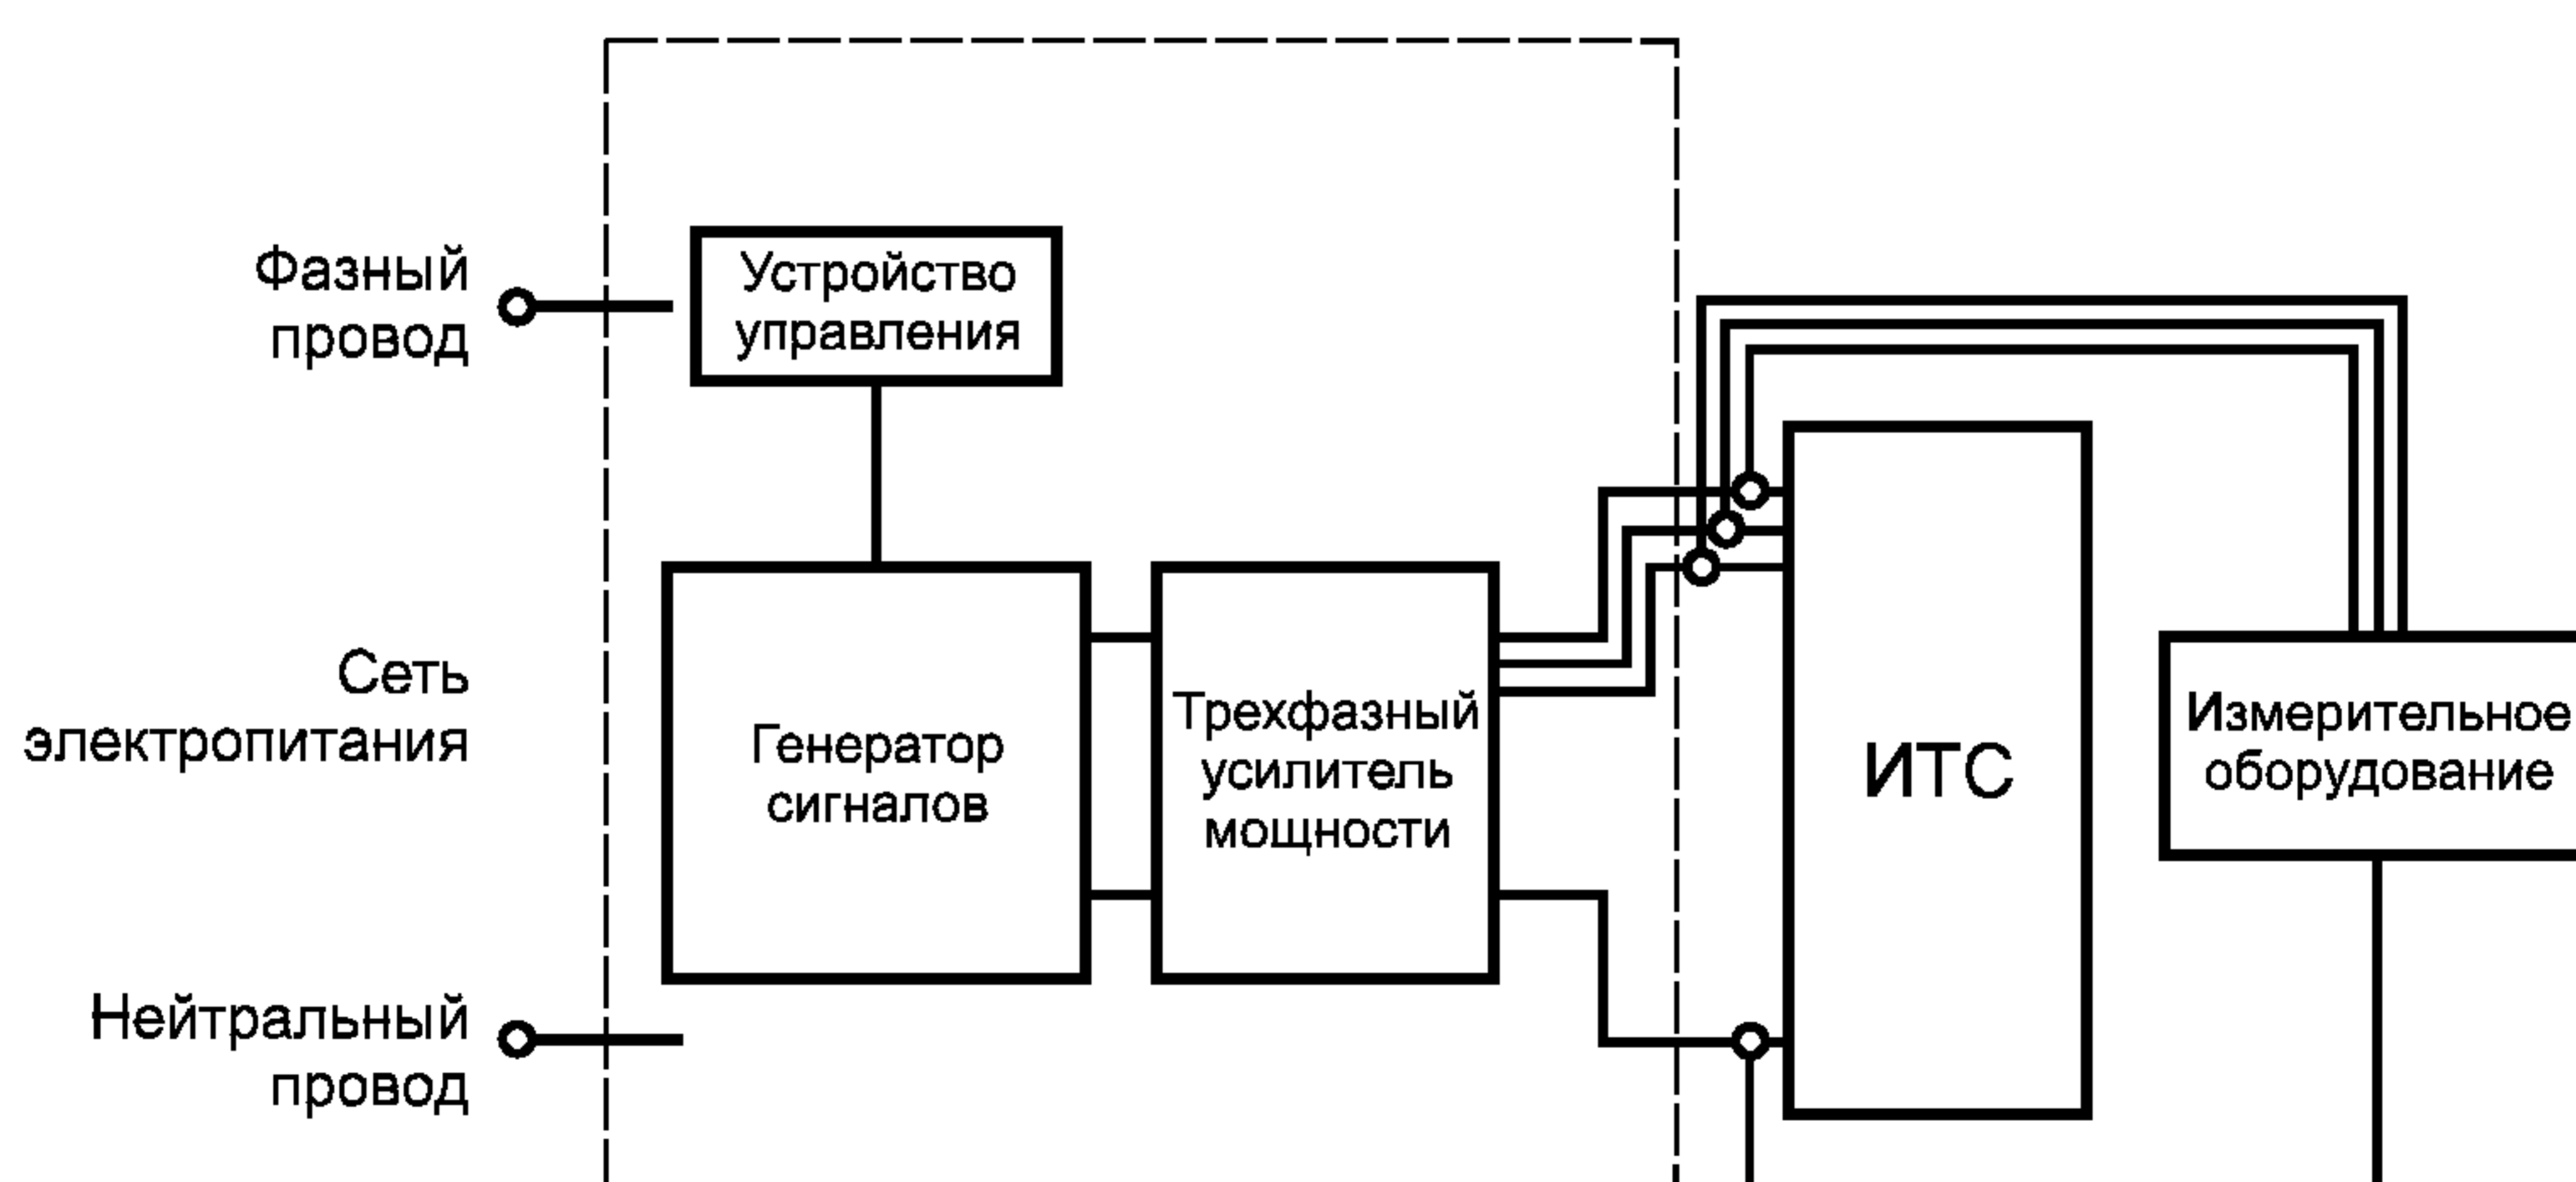 Фазный
провод
Устройство
управления
Сеть
электропитания
Генератор
сигналов
Трехфазный
усилитель
мощности
ИТС
Измерительное
оборудование
Нейтральный
провод